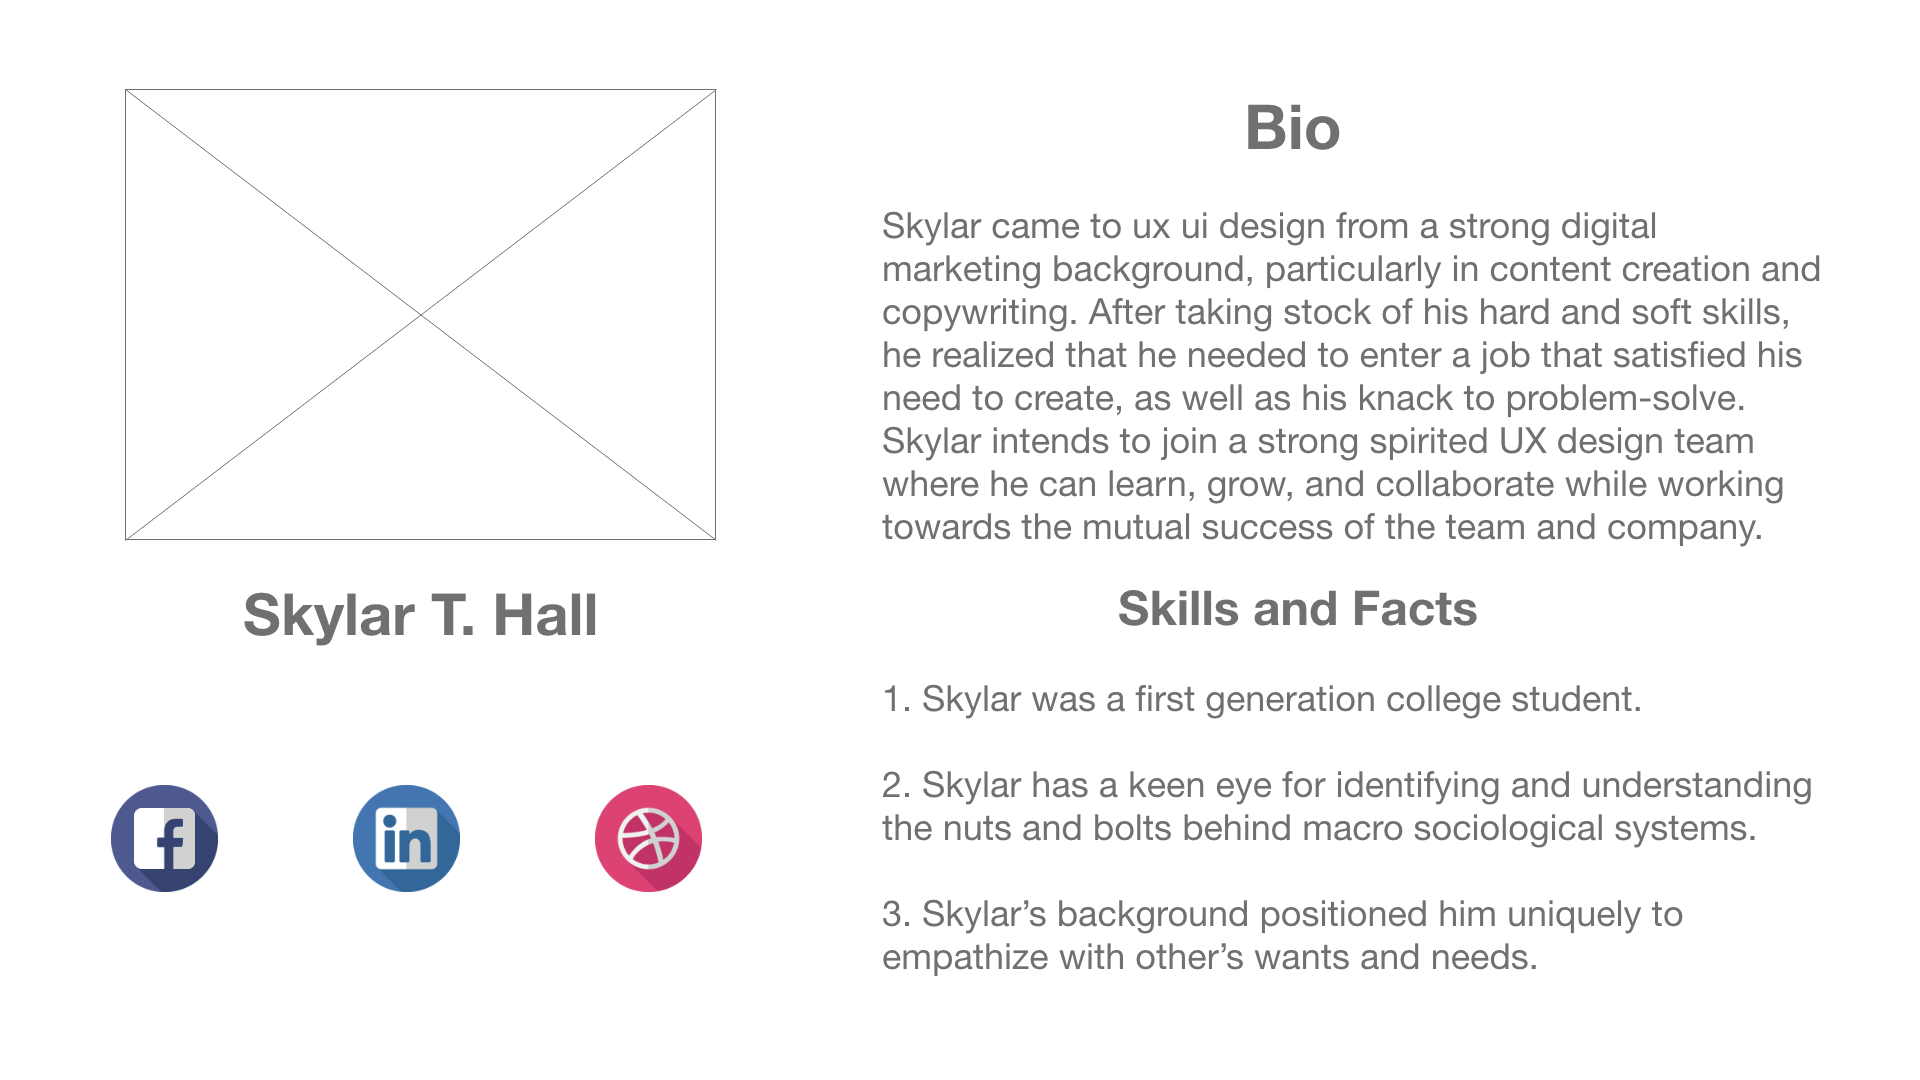 Skylar T. Hall
f
in
Bio
Skylar came to ux ui design from a strong digital
marketing background, particularly in content creation and
copywriting. After taking stock of his hard and soft skills,
he realized that he needed to enter a job that satisfied his
need to create, as well as his knack to problem-solve.
Skylar intends to join a strong spirited UX design team
where he can learn, grow, and collaborate while working
towards the mutual success of the team and company.
Skills and Facts
1. Skylar was a first generation college student.
2. Skylar has a keen eye for identifying and understanding
the nuts and bolts behind macro sociological systems.
3. Skylar’s background positioned him uniquely to
empathize with other’s wants and needs.